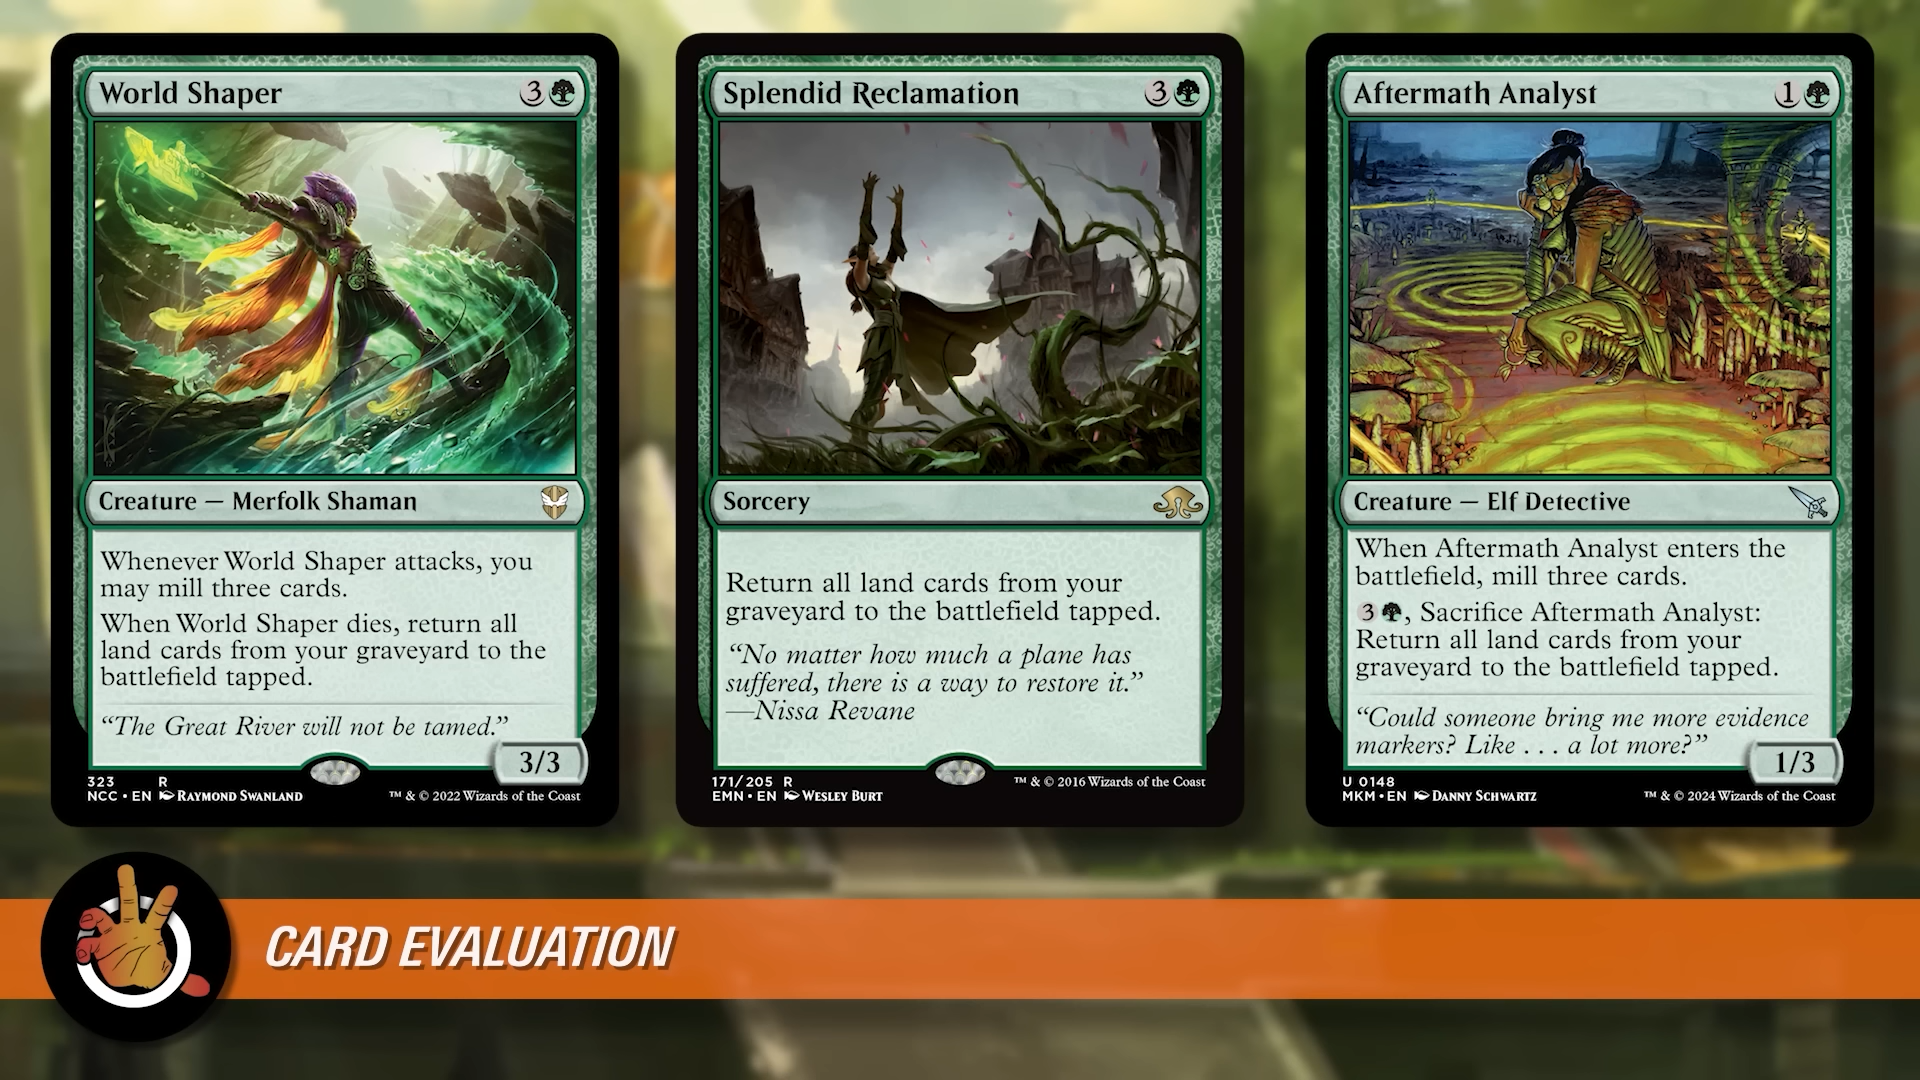 World Shaper 3
Creature — Merfolk Shaman
Whenever World Shaper attacks, you
may mill three cards.
When World Shaper dies, return all
land cards from your graveyard to the
battlefield tapped.
“The Great River will not be tamed.”
3/3
323 R
NCC • EN Raymond Swanland
™ & © 2022 Wizards of the Coast
Splendid Reclamation 3
Sorcery
Return all land cards from your
graveyard to the battlefield tapped.
“No matter how much a plane has
suffered, there is a way to restore it.”
—Nissa Revane
171/205 R
EMN • EN Wesley Burt
™ & © 2016 Wizards of the Coast
Aftermath Analyst 1
Creature — Elf Detective
When Aftermath Analyst enters the
battlefield, mill three cards.
3, Sacrifice Aftermath Analyst:
Return all land cards from your
graveyard to the battlefield tapped.
“Could someone bring me more evidence
markers? Like . . . a lot more?”
1/3
U 0148
MKM • EN Danny Schwartz
™ & © 2024 Wizards of the Coast
CARD EVALUATION